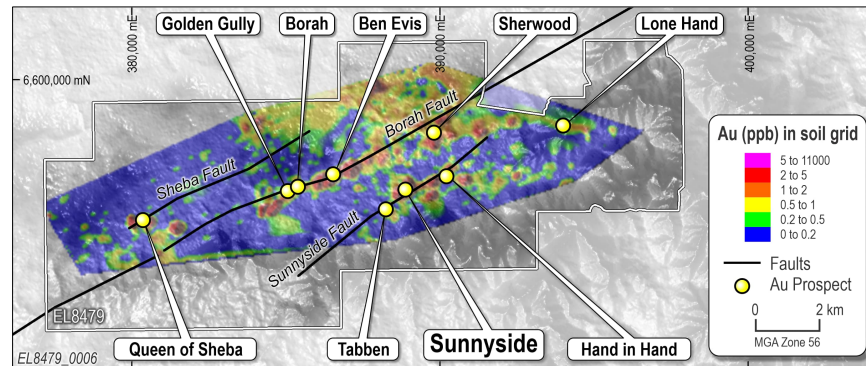 380,000 mE
390,000 mE
400,000 mE
Golden Gully
Borah
Ben Evis
Sherwood
Lone Hand
6,600,000 mN
Borah Fault
Sheba Fault
Sunnyside Fault
EL8479
EL8479_0006
Queen of Sheba
Tabben
Sunnyside
Hand in Hand
Au (ppb) in soil grid
5 to 11000
2 to 5
1 to 2
0.5 to 1
0.2 to 0.5
0 to 0.2
Faults
Au Prospect
0 2 km
MGA Zone 56